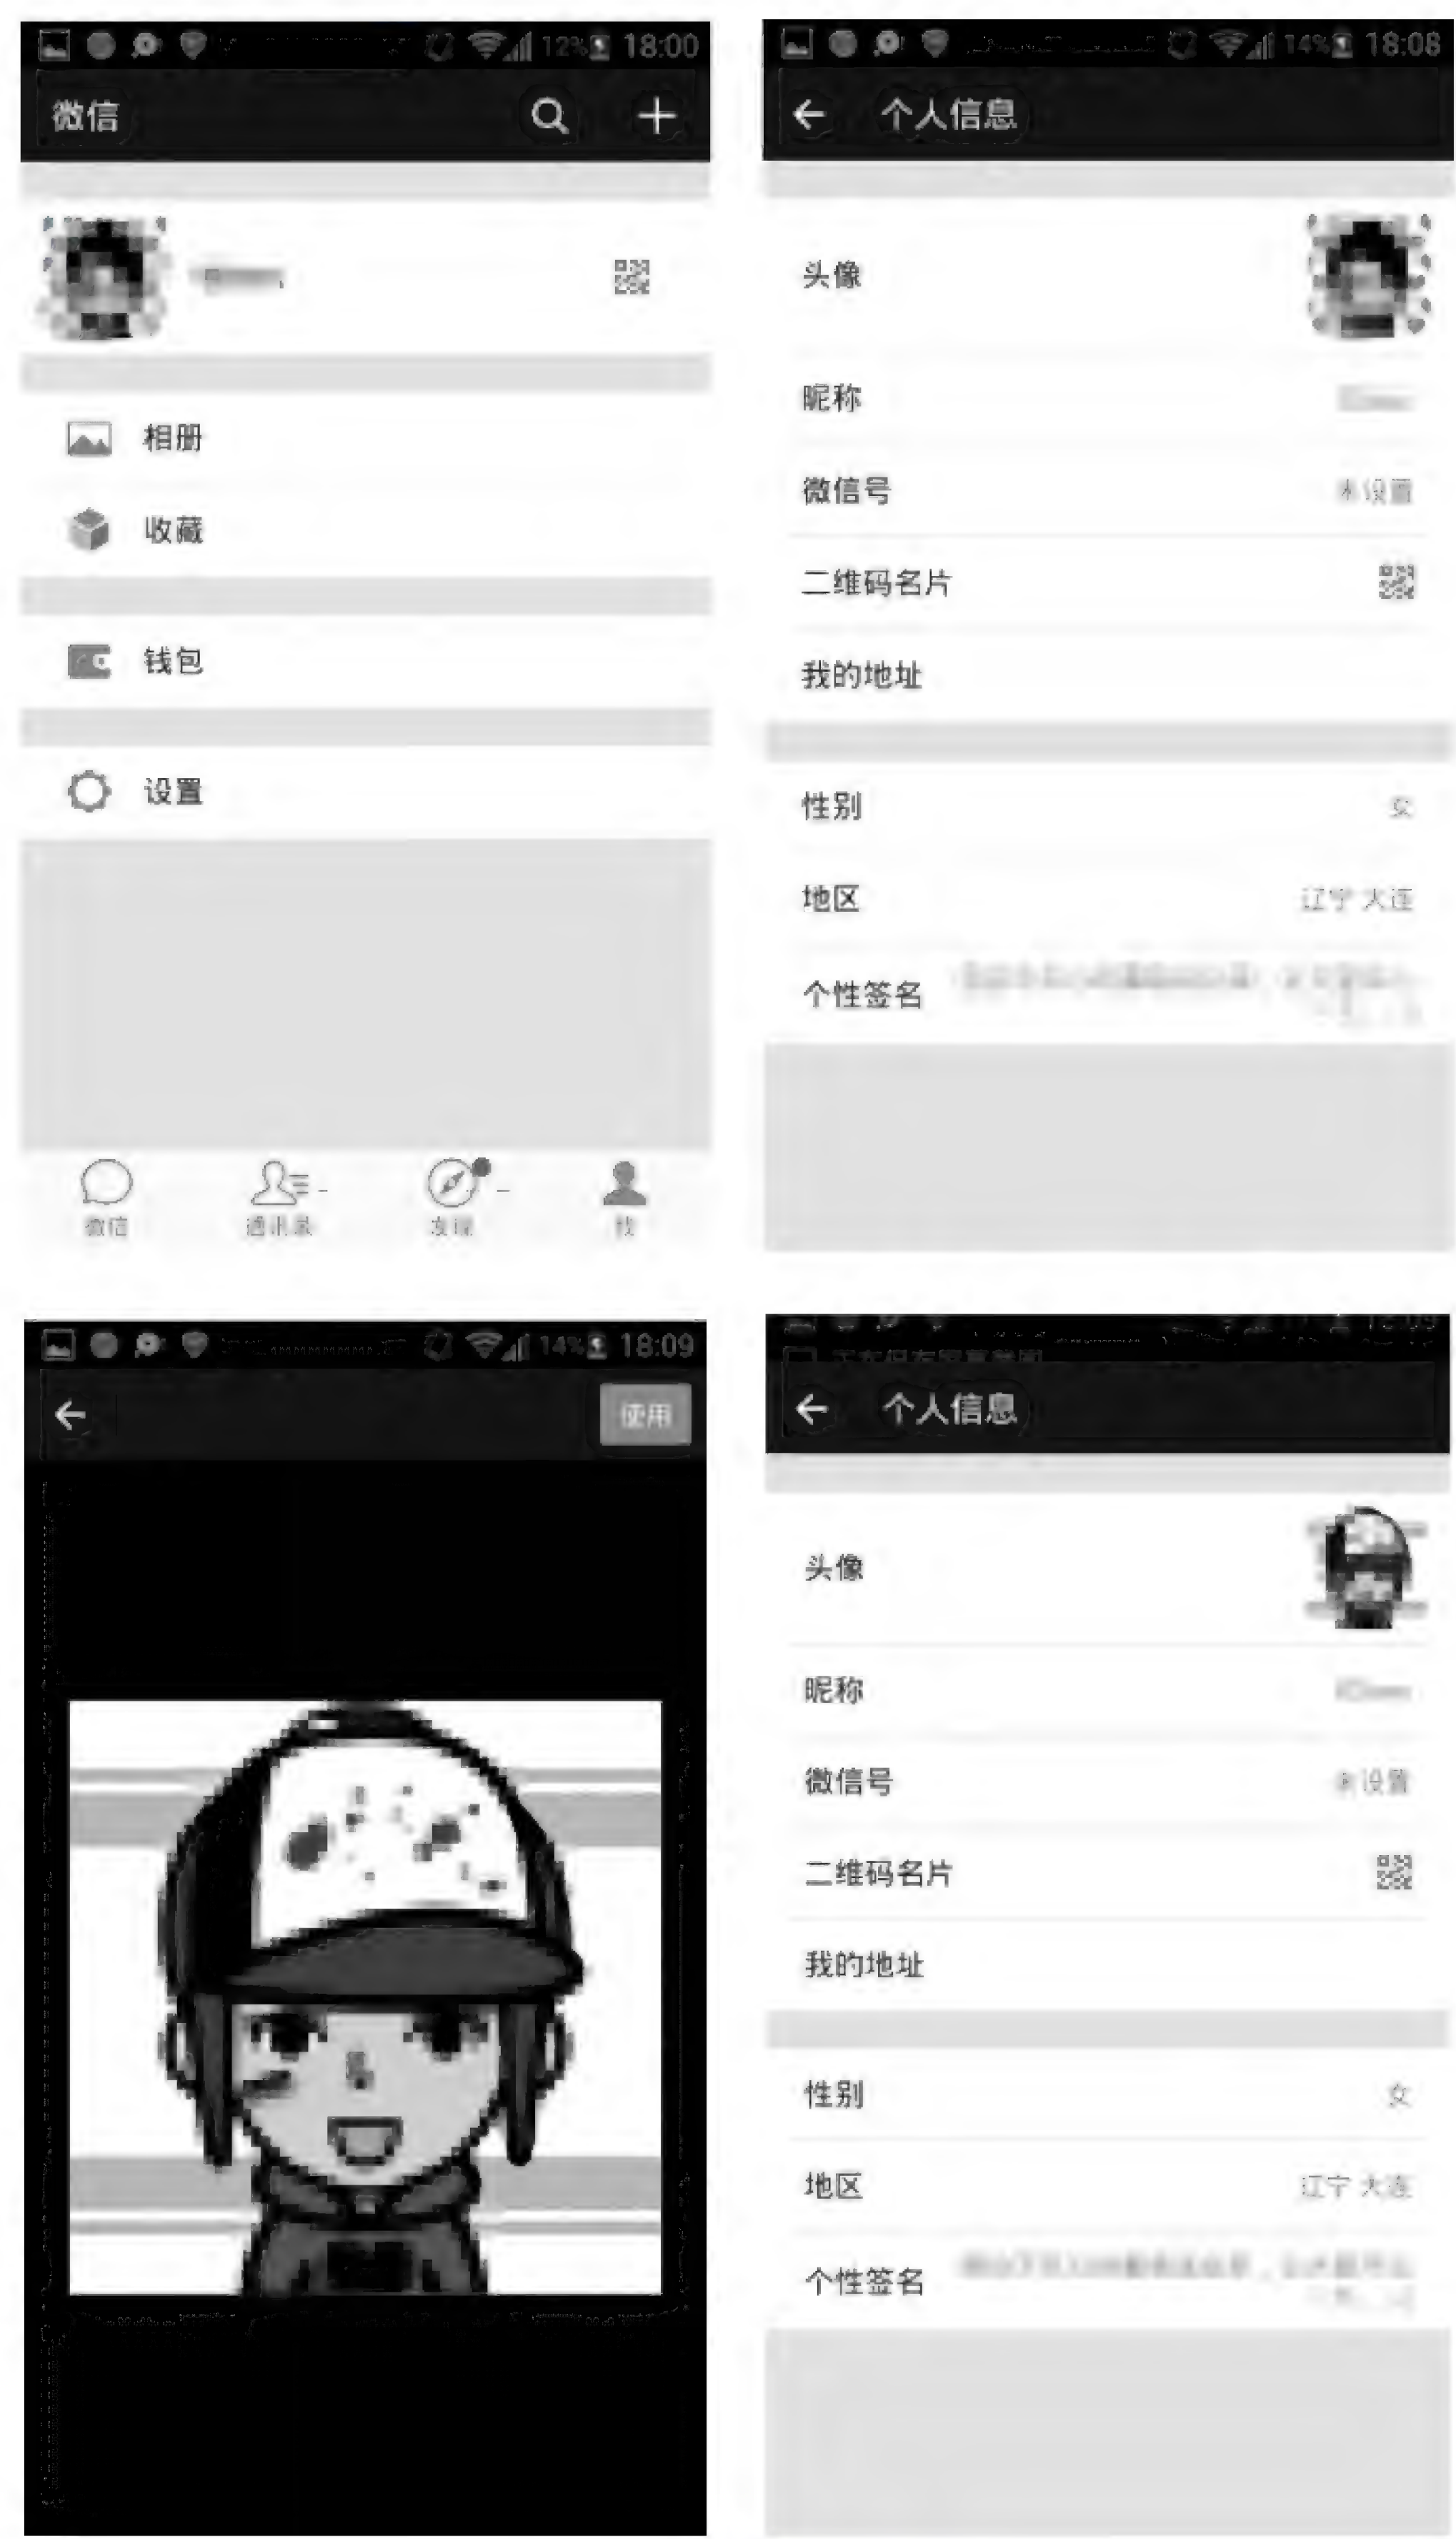 12% 18:00
微信
相册
收藏
钱包
设置
微信 通讯录 发现 我
14% 18:08
个人信息
头像
昵称
微信号 未设置
二维码名片
我的地址
性别 女
地区 辽宁 大连
个性签名
14% 18:09
使用
个人信息
头像
昵称
微信号 未设置
二维码名片
我的地址
性别 女
地区 辽宁 大连
个性签名